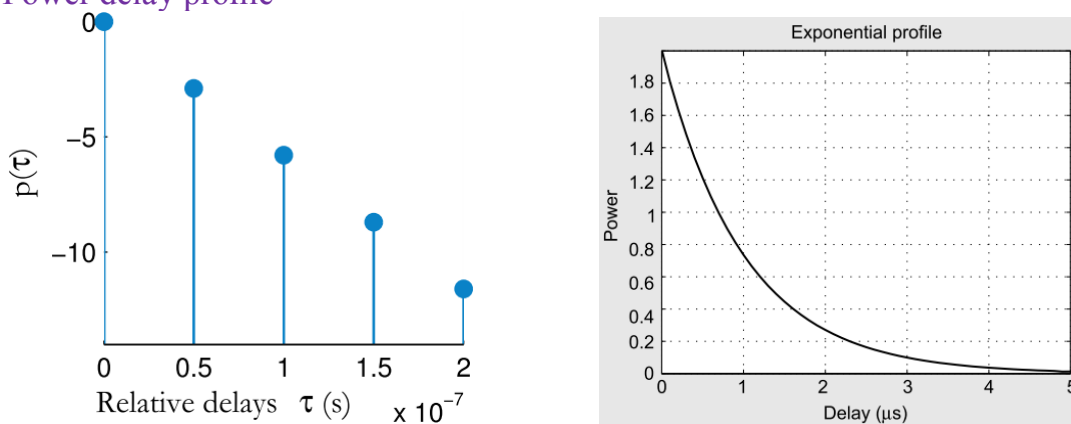 Power delay profile
0
−5
−10
p(τ)
0 0.5 1 1.5 2
Relative delays τ (s)
x 10⁻⁷
Exponential profile
1.8
1.6
1.4
1.2
1
0.8
0.6
0.4
0.2
0
Power
0 1 2 3 4 5
Delay (μs)